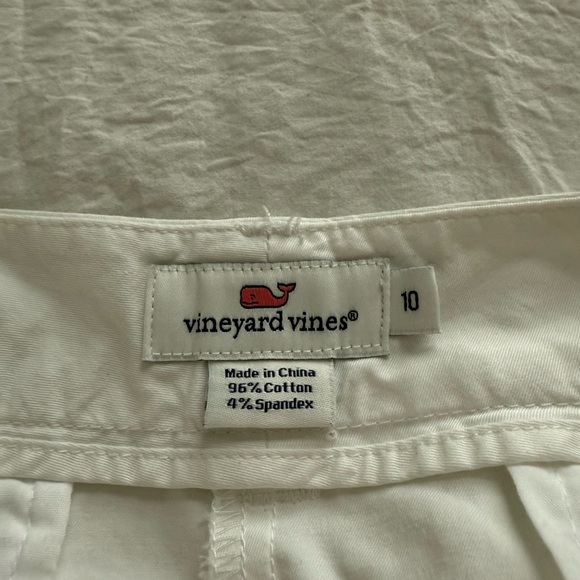 vineyard vines®
10
Made in China
96% Cotton
4% Spandex